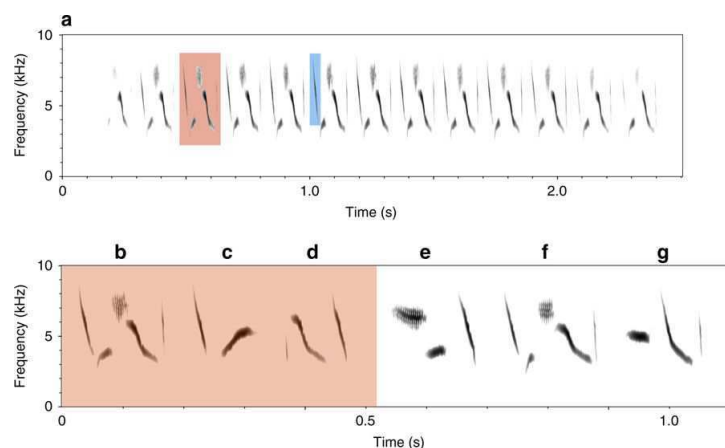 a
10
Frequency (kHz)
5
0
0 1.0 2.0
Time (s)
b c d e f g
10
Frequency (kHz)
5
0
0 0.5 1.0
Time (s)